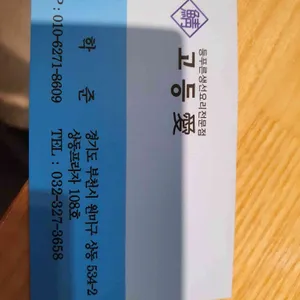 鯖
등푸른생선요리전문점
고등愛
학 준
P : 010-6271-8609
경기도 부천시 원미구 상동 534-2
상동프라자 108호
TEL : 032-327-3658